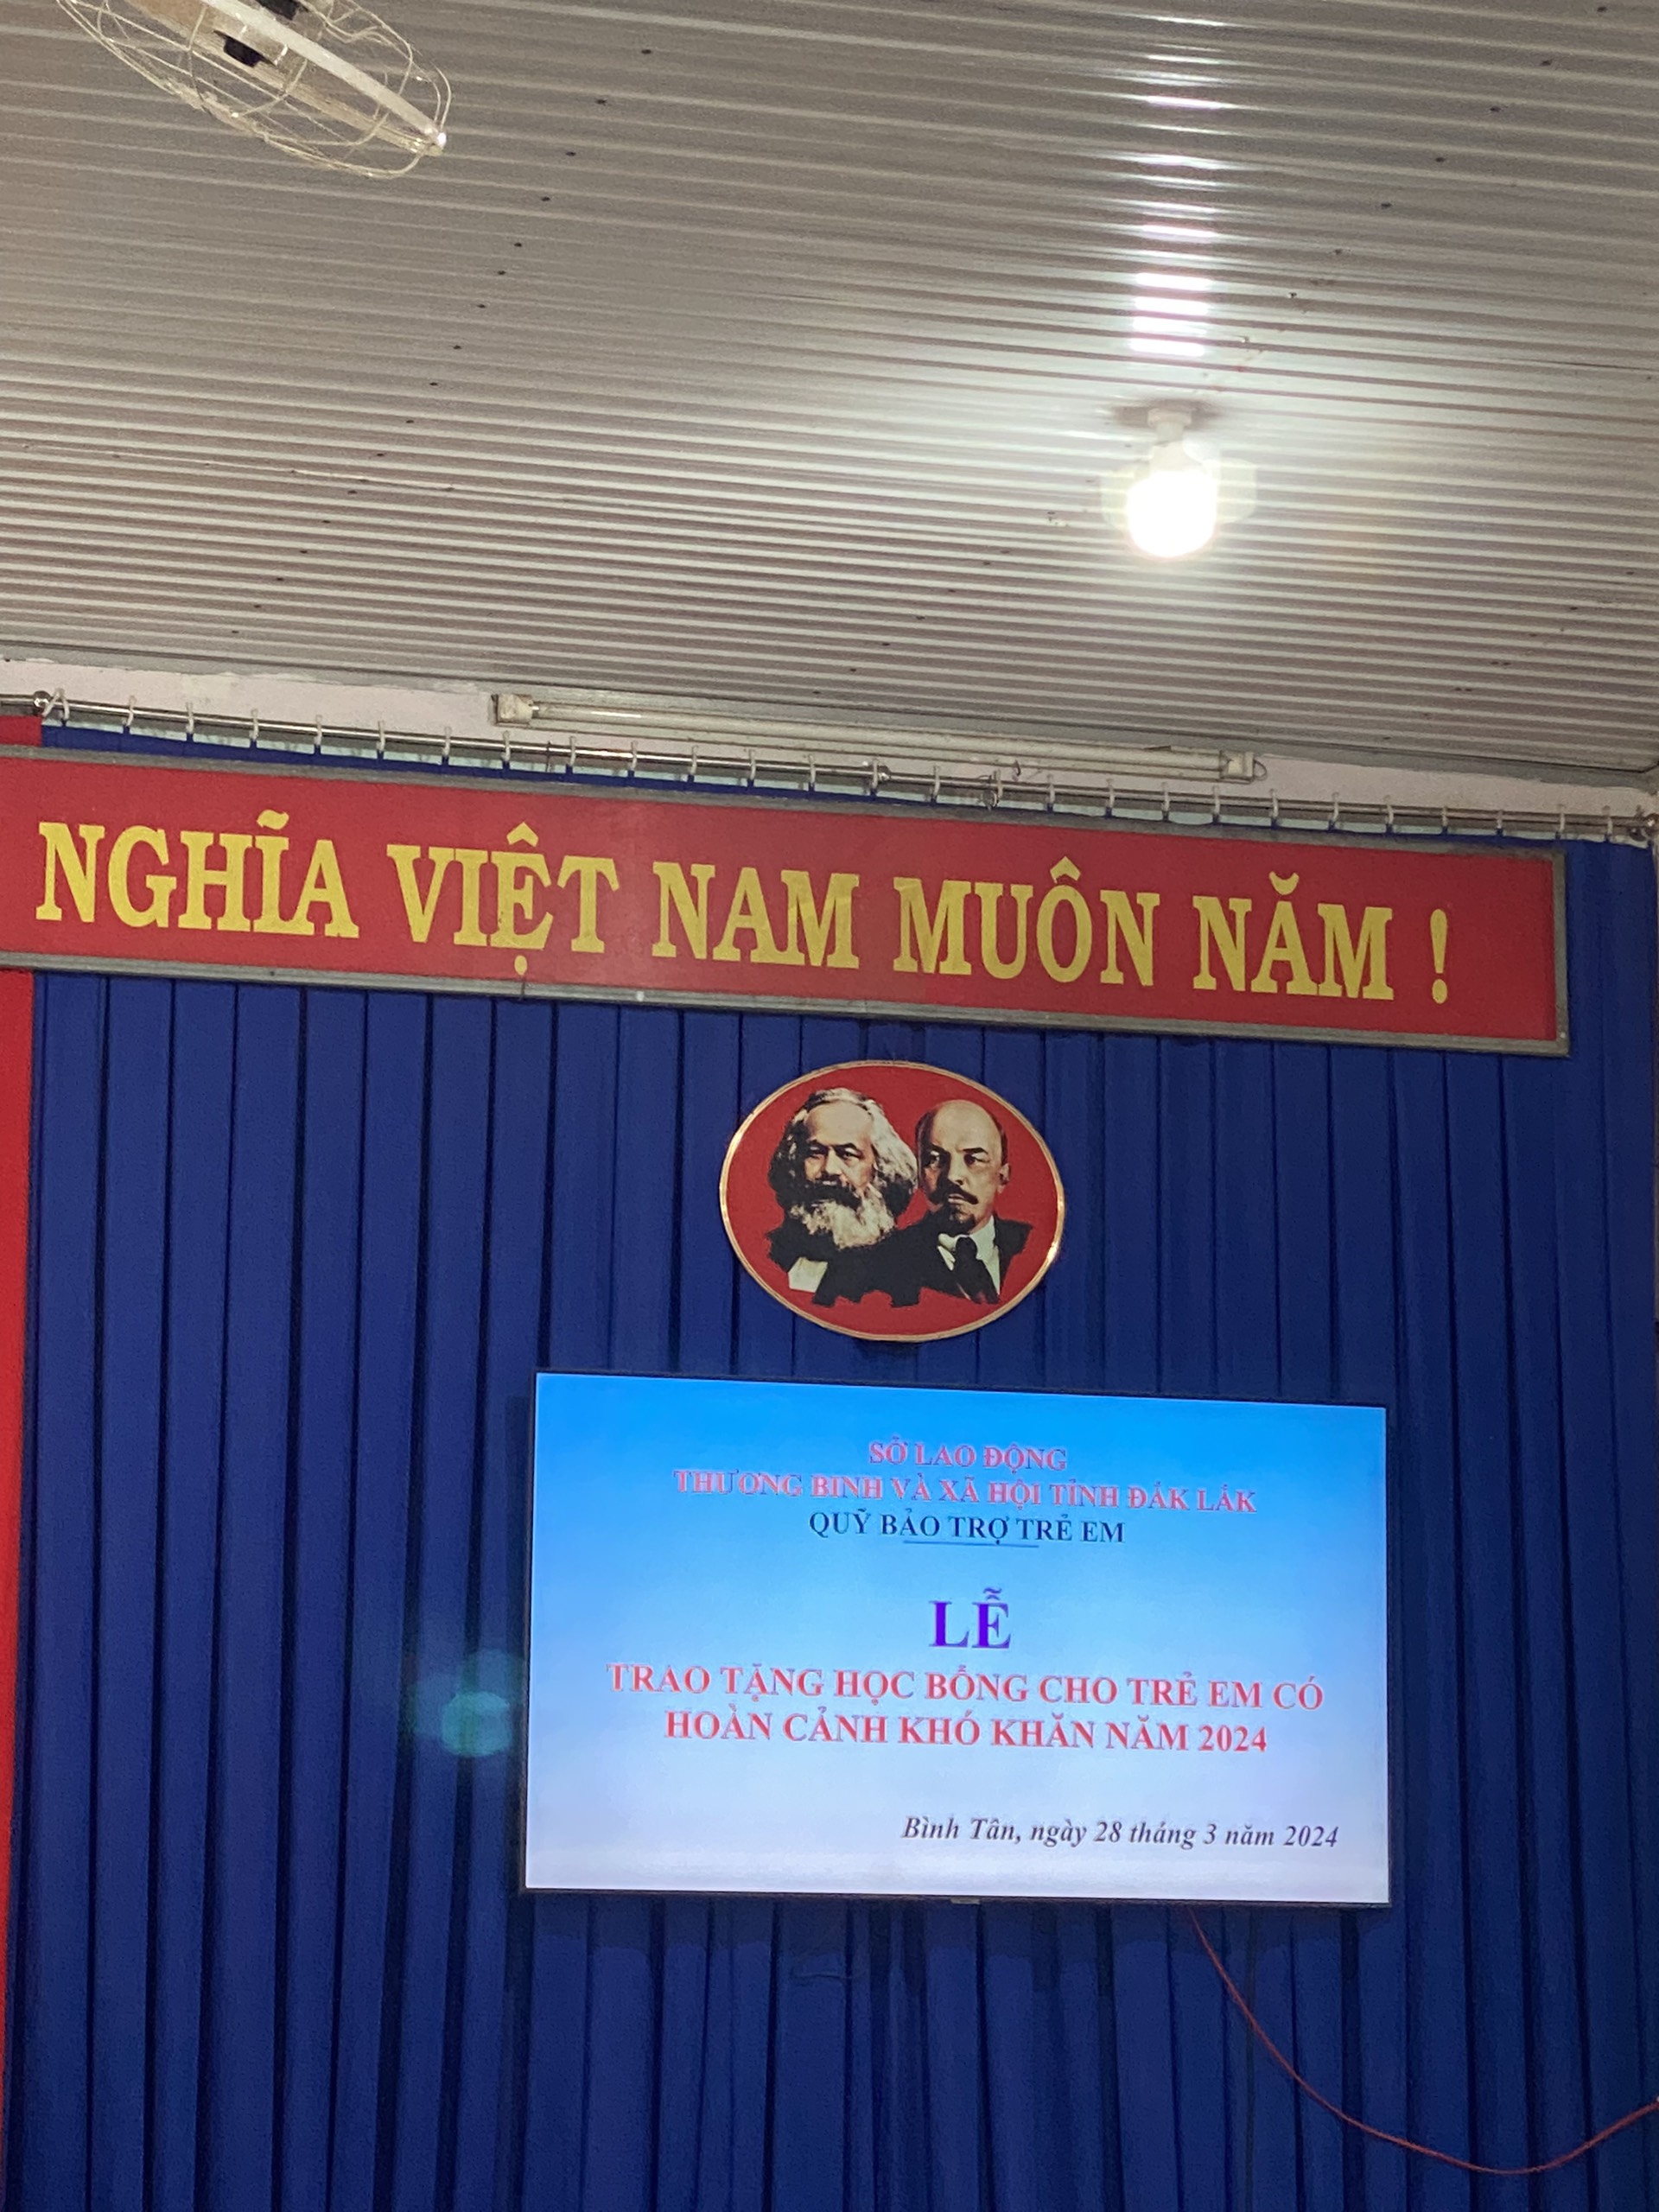 NGHĨA VIỆT NAM MUÔN NĂM !
SỞ LAO ĐỘNG
THƯƠNG BINH VÀ XÃ HỘI TỈNH ĐẮK LẮK
QUỸ BẢO TRỢ TRẺ EM
LỄ
TRAO TẶNG HỌC BỔNG CHO TRẺ EM CÓ
HOÀN CẢNH KHÓ KHĂN NĂM 2024
Bình Tân, ngày 28 tháng 3 năm 2024